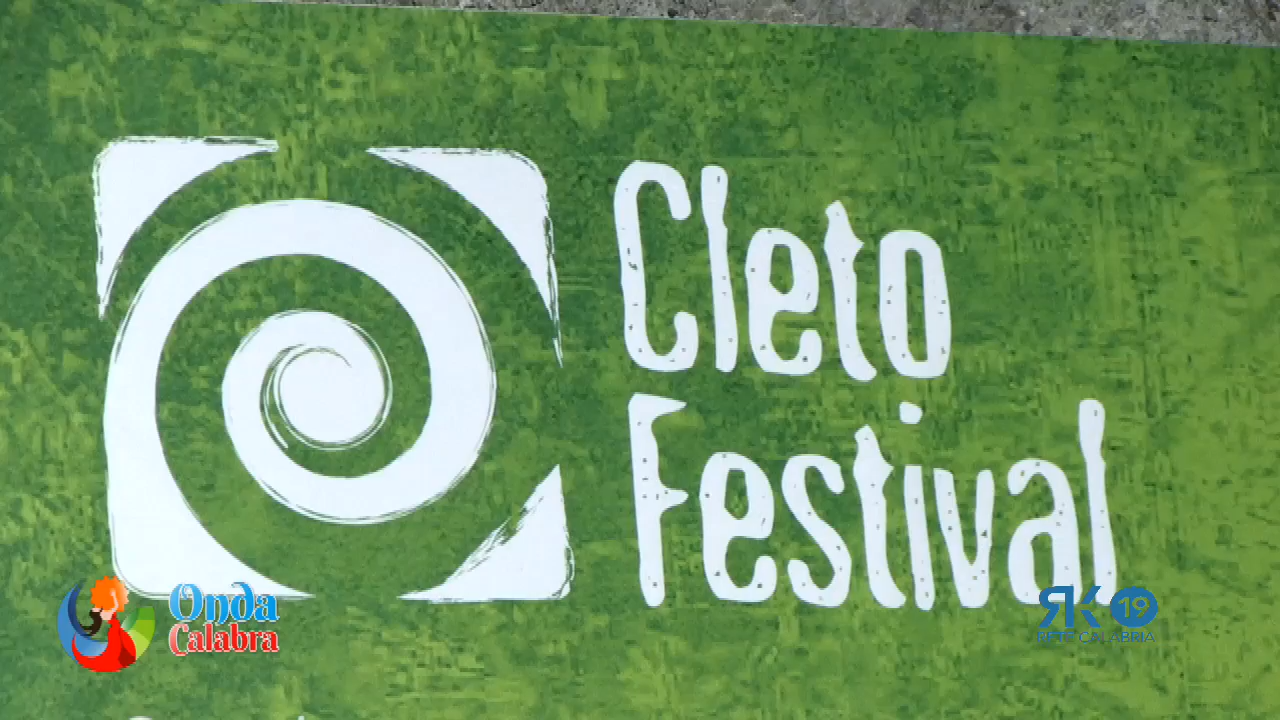 Cleto
Festival
Onda
Calabra
RK 19
RETE CALABRIA